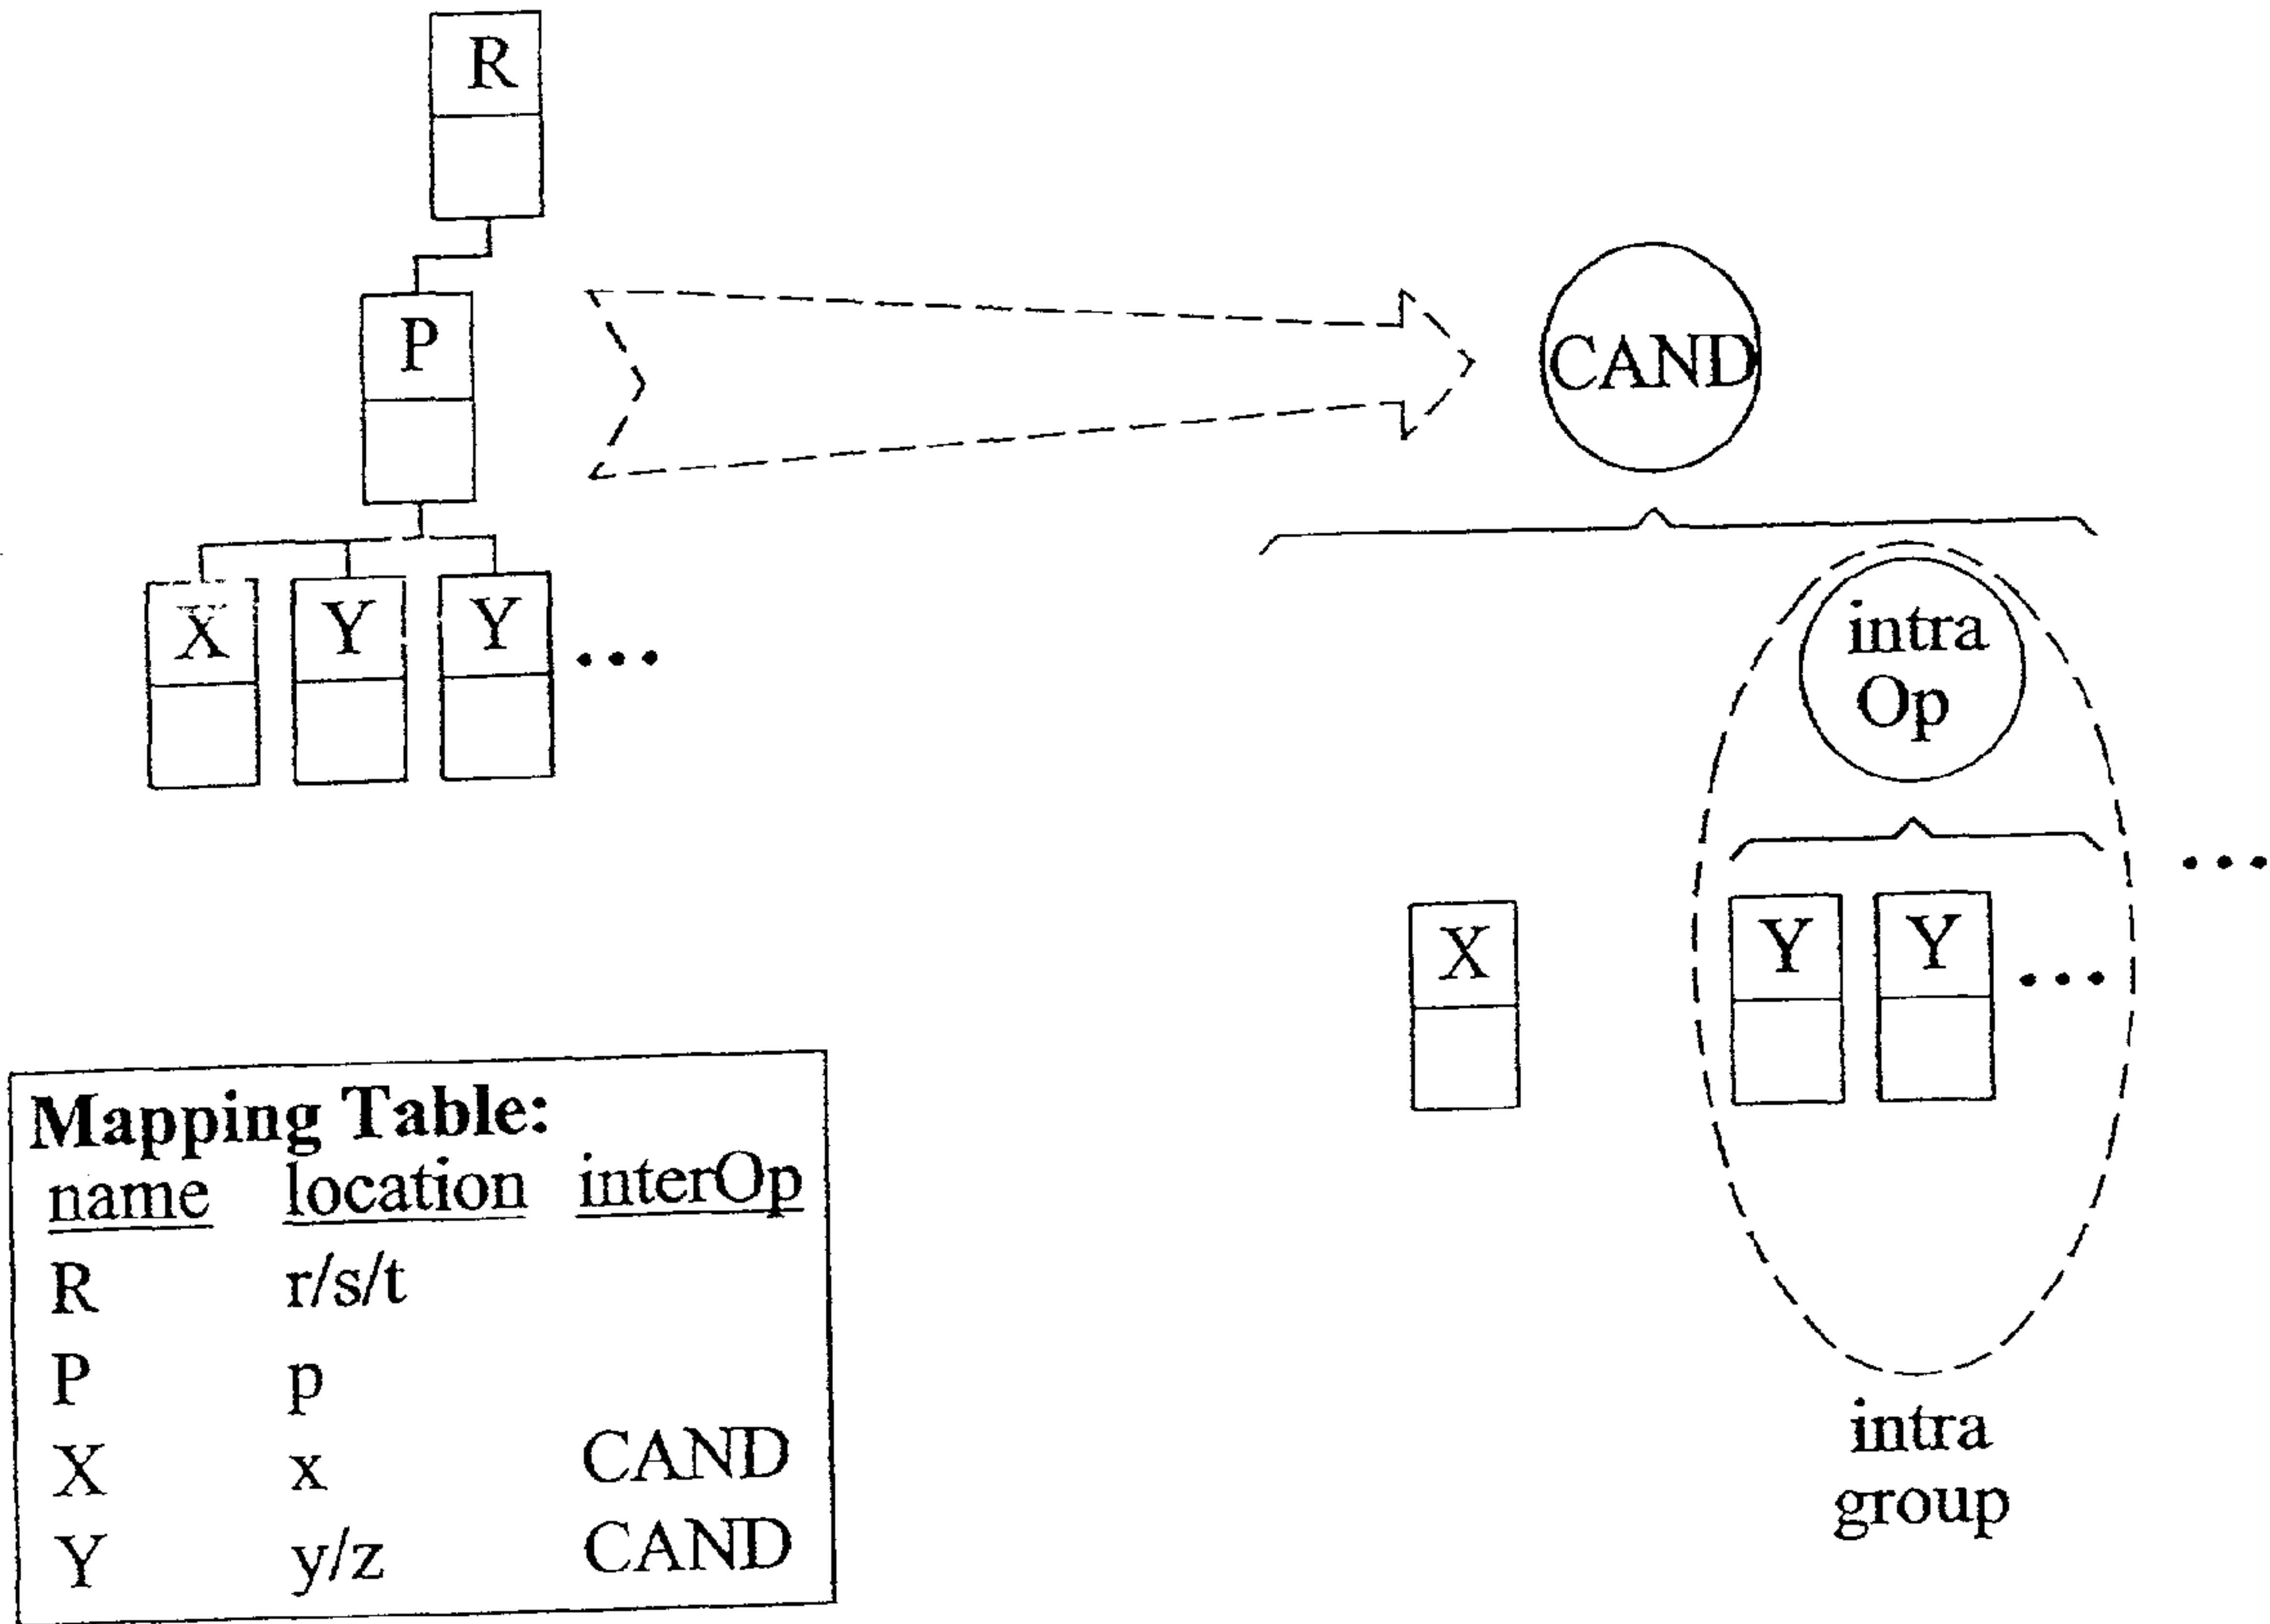 R
P
CAND
X Y Y •••
intra
Op
X Y Y •••
•••
intra
group
Mapping Table:
name location interOp
R r/s/t
P p
X x CAND
Y y/z CAND